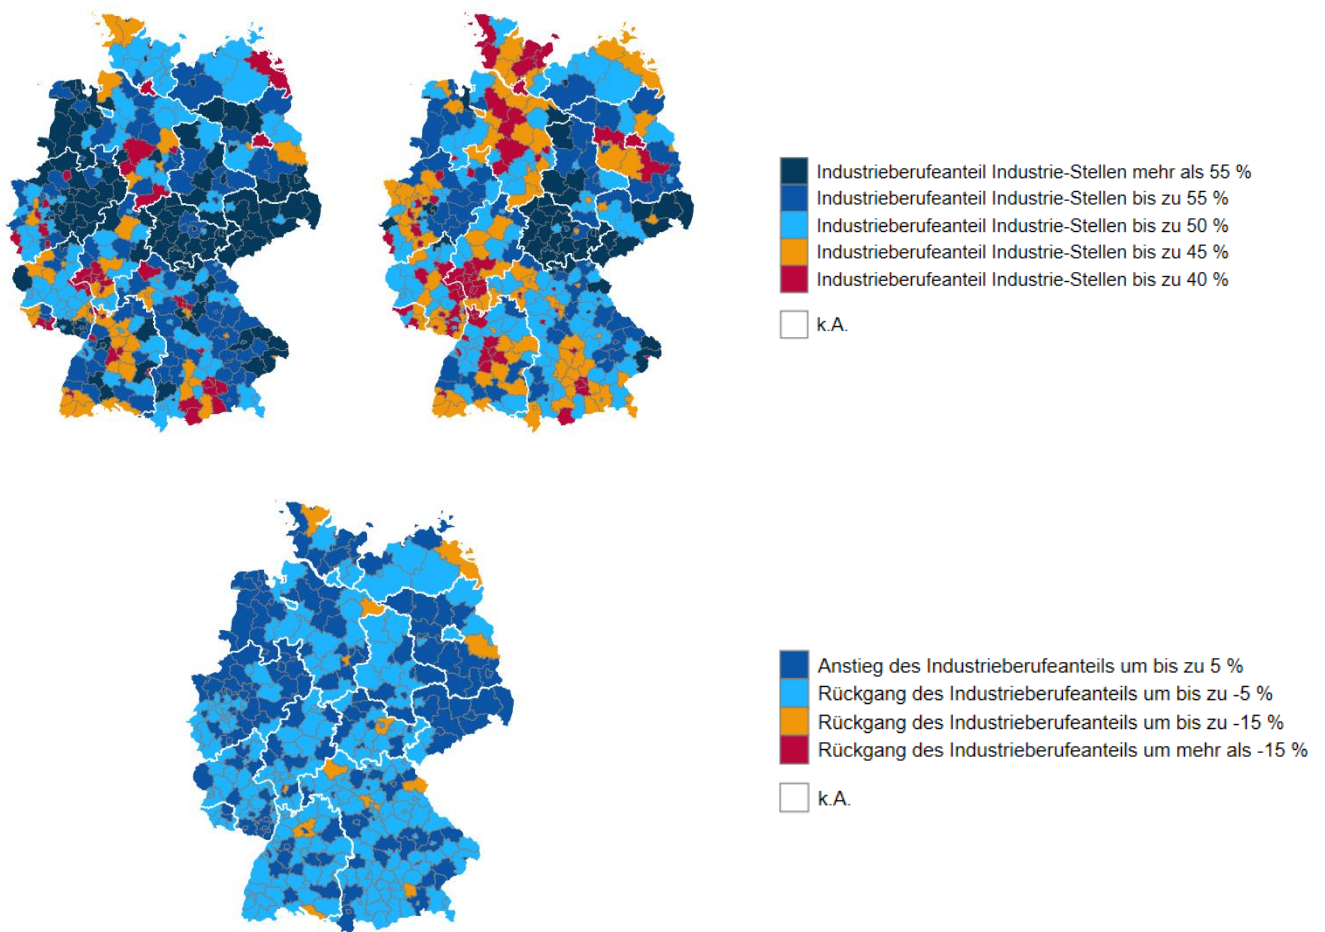 Industrieberufeanteil Industrie-Stellen mehr als 55 %
Industrieberufeanteil Industrie-Stellen bis zu 55 %
Industrieberufeanteil Industrie-Stellen bis zu 50 %
Industrieberufeanteil Industrie-Stellen bis zu 45 %
Industrieberufeanteil Industrie-Stellen bis zu 40 %
k.A.
Anstieg des Industrieberufeanteils um bis zu 5 %
Rückgang des Industrieberufeanteils um bis zu -5 %
Rückgang des Industrieberufeanteils um bis zu -15 %
Rückgang des Industrieberufeanteils um mehr als -15 %
k.A.